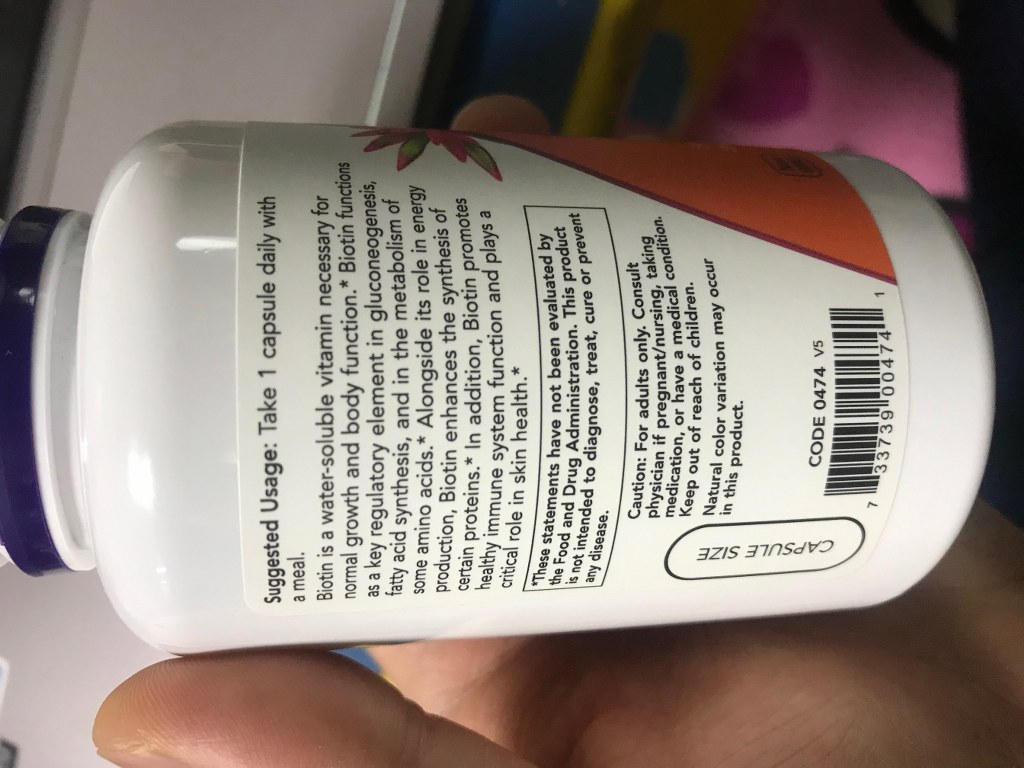 Suggested Usage: Take 1 capsule daily with
a meal.
Biotin is a water-soluble vitamin necessary for
normal growth and body function.* Biotin functions
as a key regulatory element in gluconeogenesis,
fatty acid synthesis, and in the metabolism of
some amino acids.* Alongside its role in energy
production, Biotin enhances the synthesis of
certain proteins.* In addition, Biotin promotes
healthy immune system function and plays a
critical role in skin health.*
*These statements have not been evaluated by
the Food and Drug Administration. This product
is not intended to diagnose, treat, cure or prevent
any disease.
Caution: For adults only. Consult
physician if pregnant/nursing, taking
medication, or have a medical condition.
Keep out of reach of children.
Natural color variation may occur
in this product.
CAPSULE SIZE
CODE 0474 V5
7 33739 00474 1